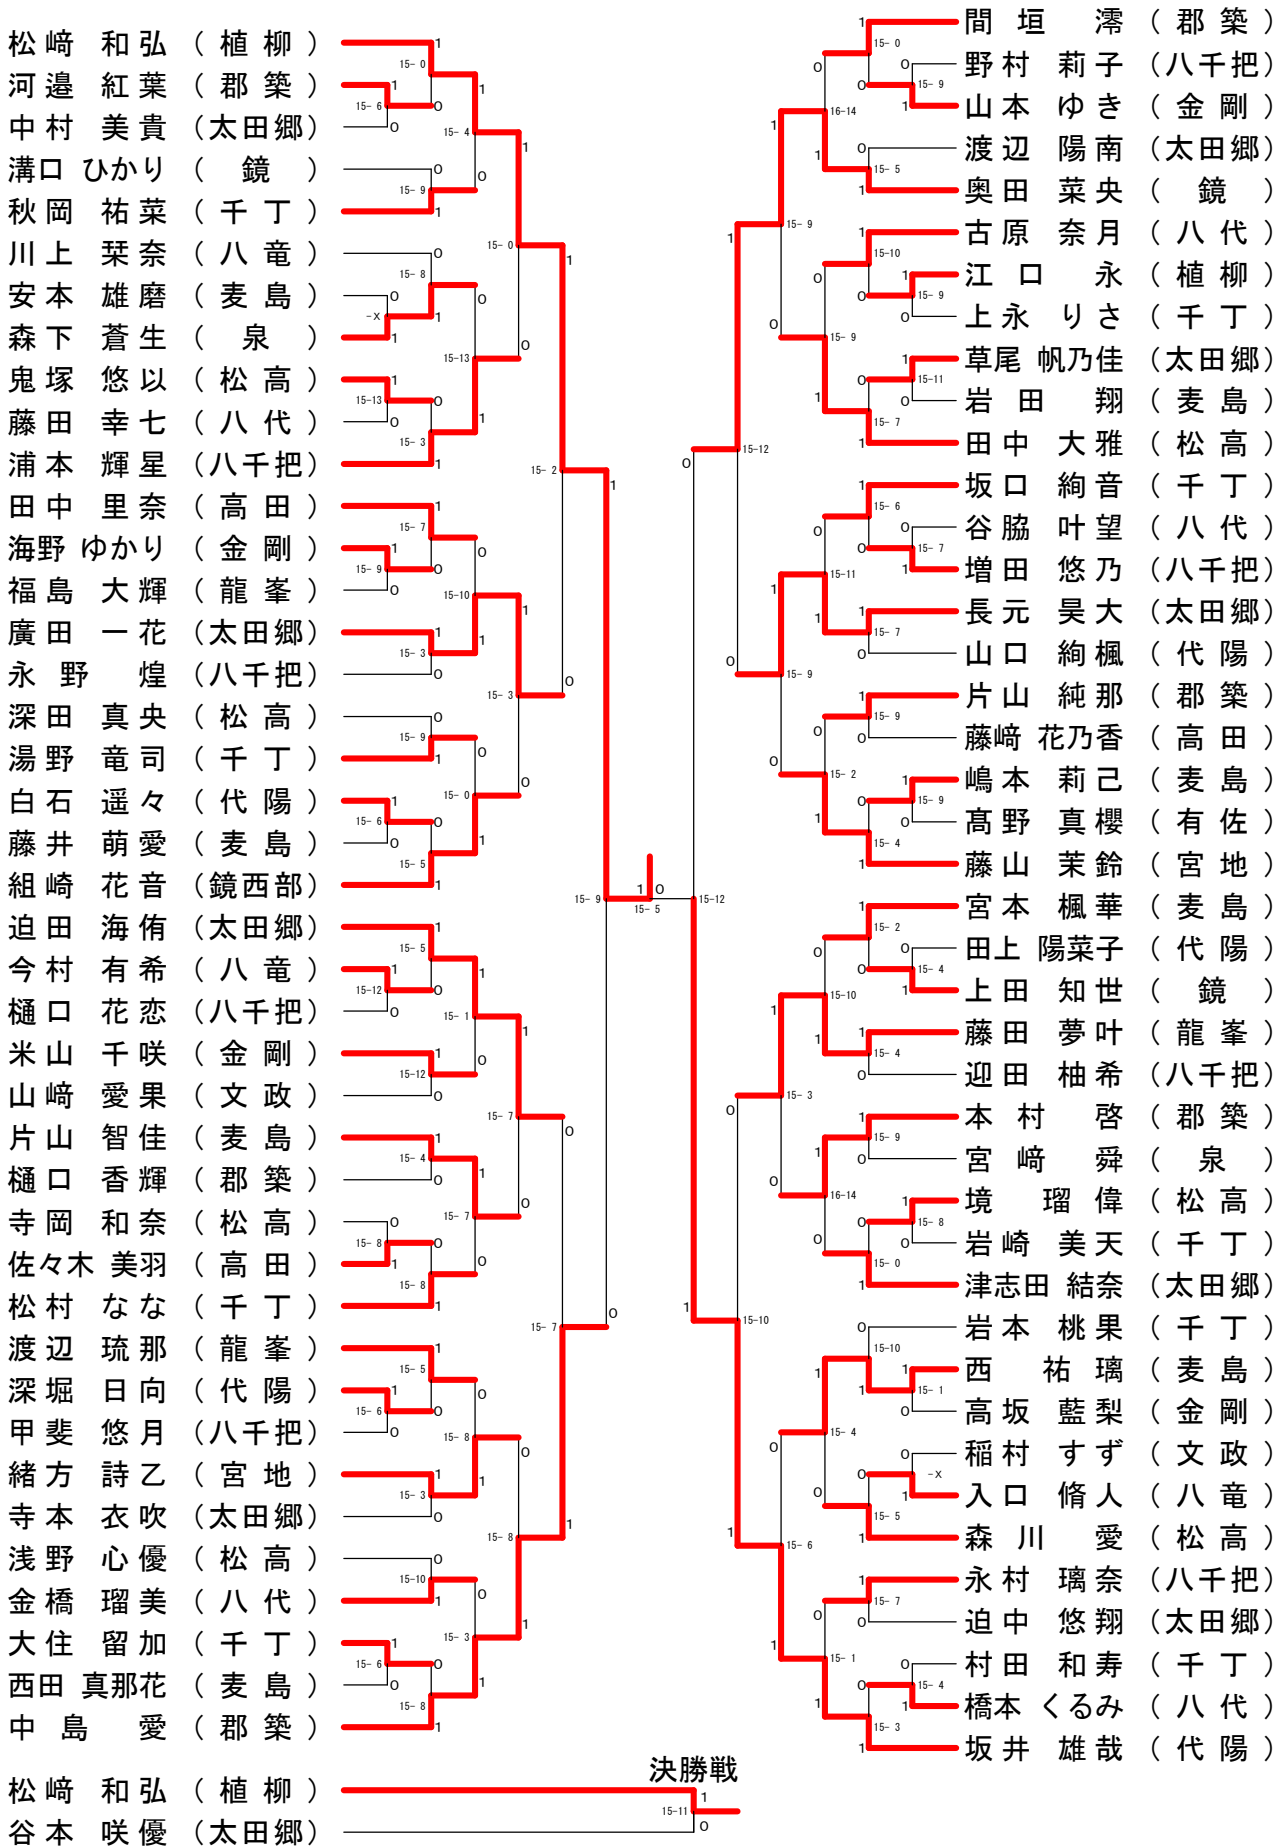 松﨑 和弘 ( 植 柳 )
河邉 紅葉 ( 郡 築 )
中村 美貴 (太田郷)
溝口 ひかり ( 鏡 )
秋岡 祐菜 ( 千 丁 )
川上 栞奈 ( 八 竜 )
安本 雄磨 ( 麦 島 )
森下 蒼生 ( 泉 )
鬼塚 悠以 ( 松 高 )
藤田 幸七 ( 八 代 )
浦本 輝星 (八千把)
田中 里奈 ( 高 田 )
海野 ゆかり ( 金 剛 )
福島 大輝 ( 龍 峯 )
廣田 一花 (太田郷)
永野 煌 (八千把)
深田 真央 ( 松 高 )
湯野 竜司 ( 千 丁 )
白石 遥々 ( 代 陽 )
藤井 萌愛 ( 麦 島 )
組崎 花音 (鏡西部)
迫田 海侑 (太田郷)
今村 有希 ( 八 竜 )
樋口 花恋 (八千把)
米山 千咲 ( 金 剛 )
山﨑 愛果 ( 文 政 )
片山 智佳 ( 麦 島 )
樋口 香輝 ( 郡 築 )
寺岡 和奈 ( 松 高 )
佐々木 美羽 ( 高 田 )
松村 なな ( 千 丁 )
渡辺 琉那 ( 龍 峯 )
深堀 日向 ( 代 陽 )
甲斐 悠月 (八千把)
緒方 詩乙 ( 宮 地 )
寺本 衣吹 (太田郷)
浅野 心優 ( 松 高 )
金橋 瑠美 ( 八 代 )
大住 留加 ( 千 丁 )
西田 真那花 ( 麦 島 )
中島 愛 ( 郡 築 )
間垣 澪 ( 郡 築 )
野村 莉子 (八千把)
山本 ゆき ( 金 剛 )
渡辺 陽南 (太田郷)
奥田 菜央 ( 鏡 )
古原 奈月 ( 八 代 )
江口 永 ( 植 柳 )
上永 りさ ( 千 丁 )
草尾 帆乃佳 (太田郷)
岩田 翔 ( 麦 島 )
田中 大雅 ( 松 高 )
坂口 絢音 ( 千 丁 )
谷脇 叶望 ( 八 代 )
増田 悠乃 (八千把)
長元 昊大 (太田郷)
山口 絢楓 ( 代 陽 )
片山 純那 ( 郡 築 )
藤﨑 花乃香 ( 高 田 )
嶋本 莉己 ( 麦 島 )
髙野 真櫻 ( 有 佐 )
藤山 茉鈴 ( 宮 地 )
宮本 楓華 ( 麦 島 )
田上 陽菜子 ( 代 陽 )
上田 知世 ( 鏡 )
藤田 夢叶 ( 龍 峯 )
迎田 柚希 (八千把)
本村 啓 ( 郡 築 )
宮﨑 舜 ( 泉 )
境 瑠偉 ( 松 高 )
岩崎 美天 ( 千 丁 )
津志田 結奈 (太田郷)
岩本 桃果 ( 千 丁 )
西 祐璃 ( 麦 島 )
高坂 藍梨 ( 金 剛 )
稲村 すず ( 文 政 )
入口 脩人 ( 八 竜 )
森川 愛 ( 松 高 )
永村 璃奈 (八千把)
迫中 悠翔 (太田郷)
村田 和寿 ( 千 丁 )
橋本 くるみ ( 八 代 )
坂井 雄哉 ( 代 陽 )
決勝戦
松﨑 和弘 ( 植 柳 )
谷本 咲優 (太田郷)
15-11
1
0